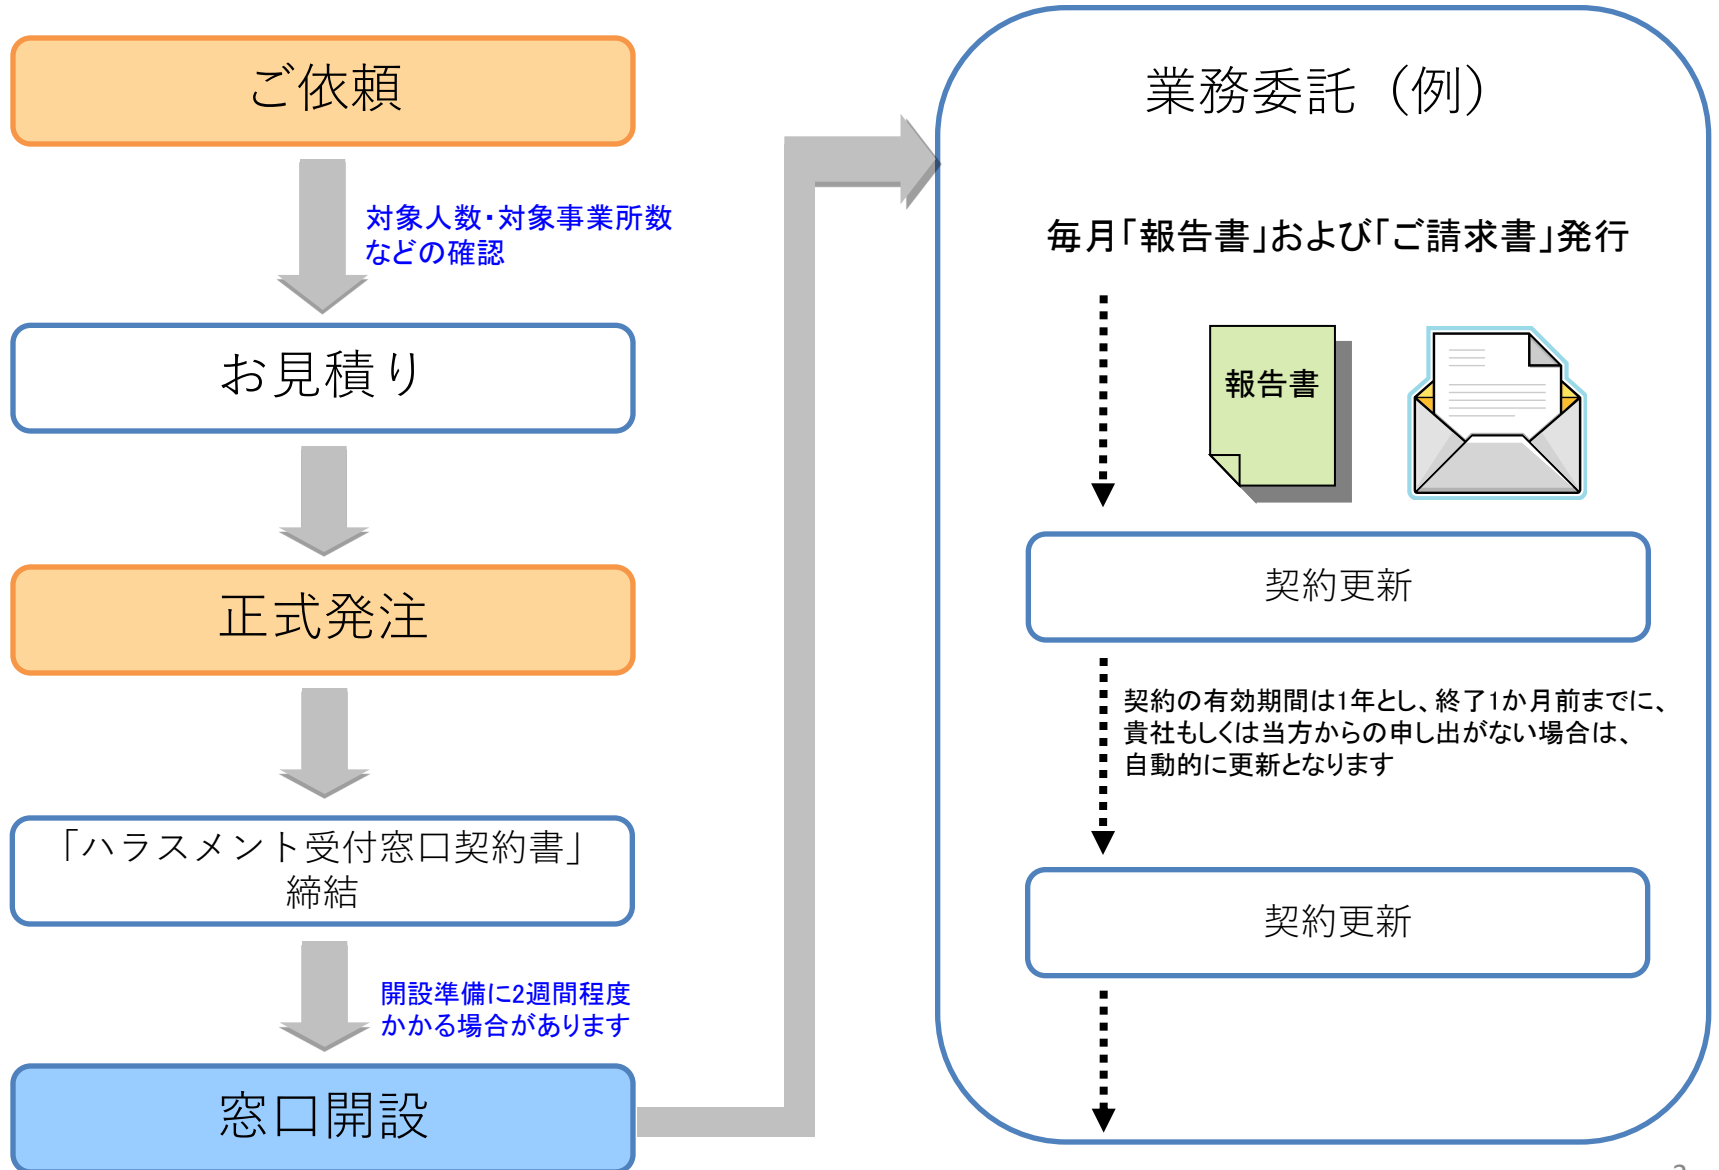 ご依頼
対象人数・対象事業所数
などの確認
お見積り
正式発注
「ハラスメント受付窓口契約書」
締結
開設準備に2週間程度
かかる場合があります
窓口開設
業務委託（例）
毎月「報告書」および「ご請求書」発行
報告書
契約更新
契約の有効期間は1年とし、終了1か月前までに、
貴社もしくは当方からの申し出がない場合は、
自動的に更新となります
契約更新